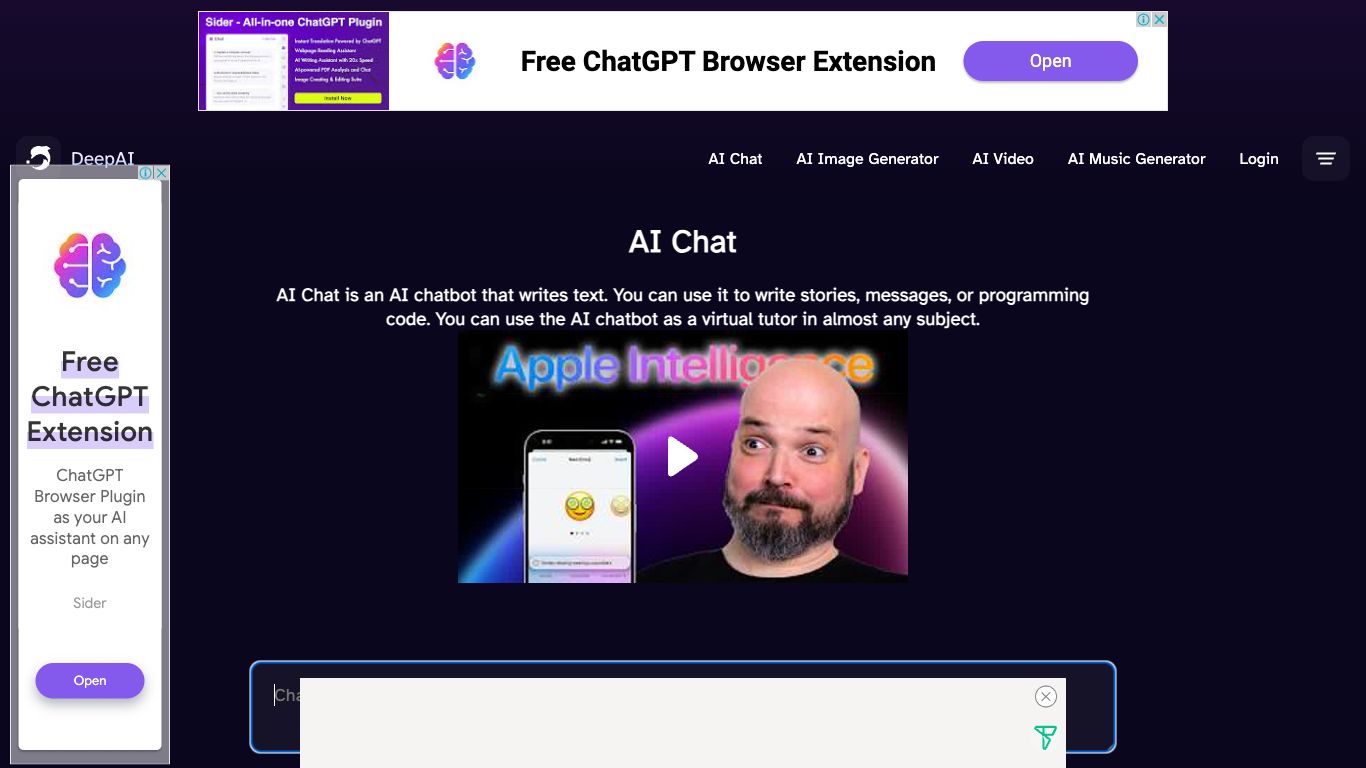 Sider - All-in-one ChatGPT Plugin
Instant Translation Powered by ChatGPT
Webpage Reading Assistant
AI Writing Assistant with 20x Speed
AI-powered PDF Analysis and Chat
Image Creating & Editing Suite
Install Now
Free ChatGPT Browser Extension
Open
DeepAI
AI Chat
AI Image Generator
AI Video
AI Music Generator
Login
Free
ChatGPT
Extension
ChatGPT
Browser Plugin
as your AI
assistant on any
page
Sider
Open
AI Chat
AI Chat is an AI chatbot that writes text. You can use it to write stories, messages, or programming
code. You can use the AI chatbot as a virtual tutor in almost any subject.
Apple Intelligence
Cha